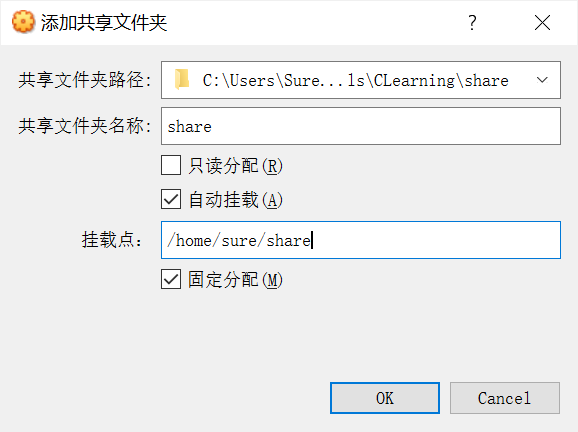 添加共享文件夹
?
共享文件夹路径: C:\Users\Sure...ls\CLearning\share
共享文件夹名称: share
只读分配(R)
自动挂载(A)
挂载点: /home/sure/share
固定分配(M)
OK Cancel